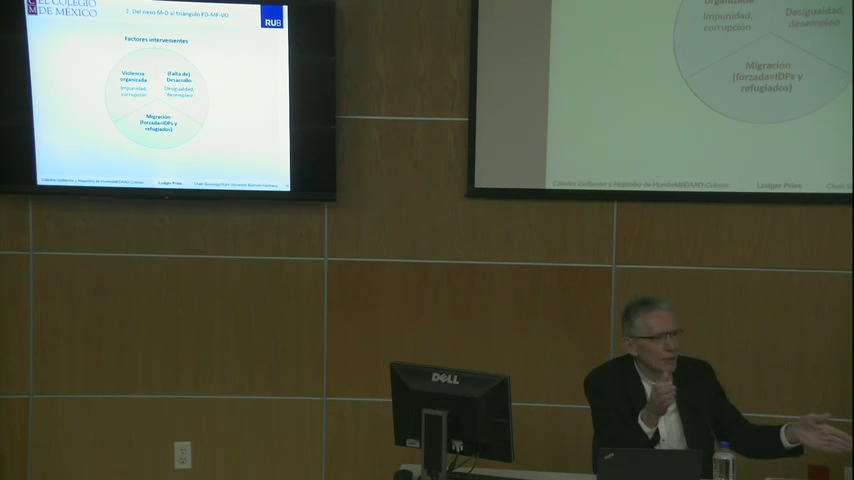 EL COLEGIO
DE MÉXICO
2. Del nexo M-D al triángulo FD-MF-VO
RUB
Factores intervenientes
Violencia
organizada
Impunidad,
corrupción
(Falta de)
Desarrollo
Desigualdad,
desempleo
Migración
(forzada=IDPs y
refugiados)
Ludger Pries
organizada
Impunidad,
corrupción
Desigualdad,
desempleo
Migración
(forzada=IDPs y
refugiados)
Ludger Pries
DELL